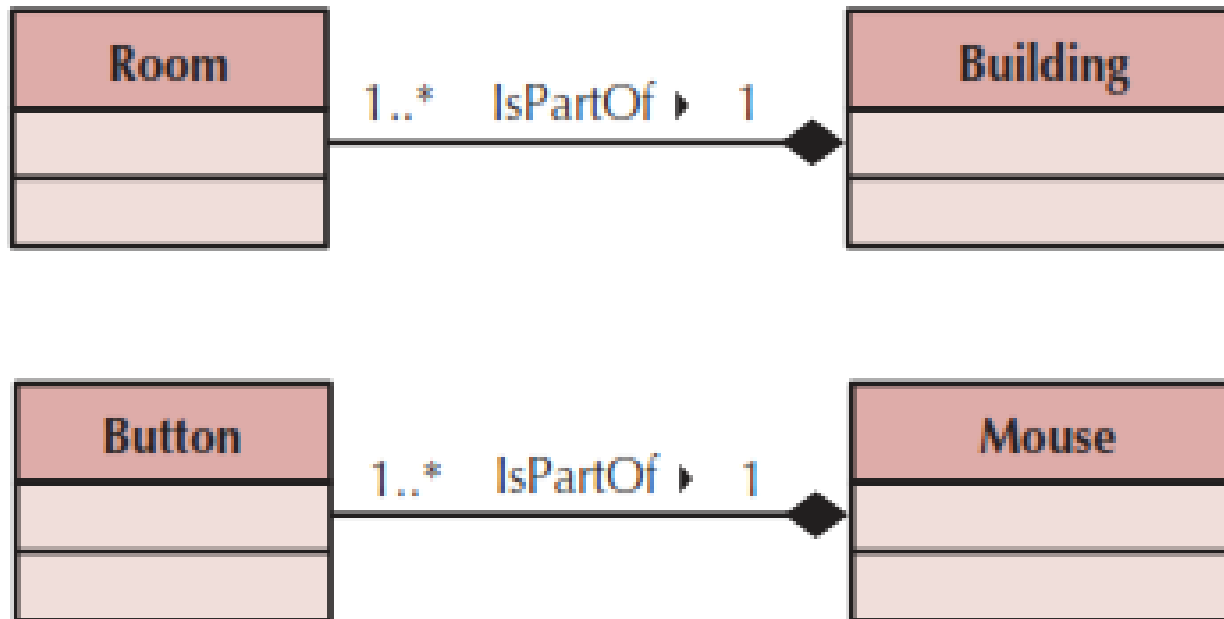 Room
Building
1..* IsPartOf ▸ 1
Button
Mouse
1..* IsPartOf ▸ 1